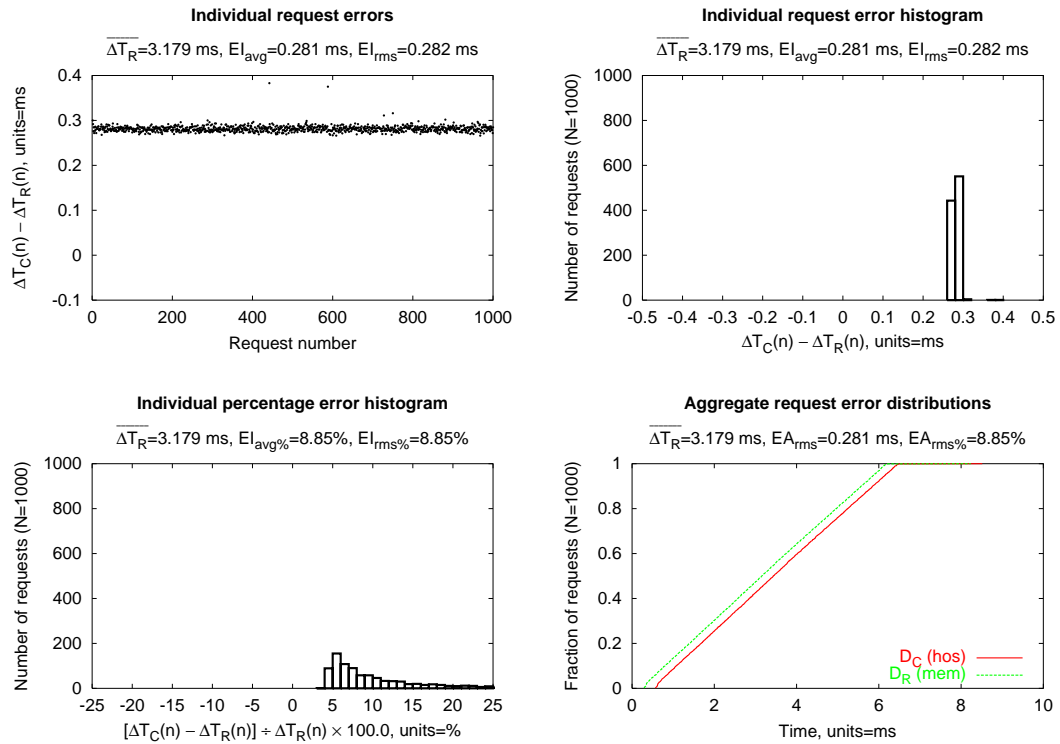 Individual request errors
ΔT_R=3.179 ms, EI_avg=0.281 ms, EI_rms=0.282 ms
0.4
0.3
0.2
0.1
0
-0.1
ΔT_C(n) − ΔT_R(n), units=ms
0 200 400 600 800 1000
Request number
Individual request error histogram
ΔT_R=3.179 ms, EI_avg=0.281 ms, EI_rms=0.282 ms
1000
800
600
400
200
0
Number of requests (N=1000)
-0.5 -0.4 -0.3 -0.2 -0.1 0 0.1 0.2 0.3 0.4 0.5
ΔT_C(n) − ΔT_R(n), units=ms
Individual percentage error histogram
ΔT_R=3.179 ms, EI_avg%=8.85%, EI_rms%=8.85%
1000
800
600
400
200
0
Number of requests (N=1000)
-25 -20 -15 -10 -5 0 5 10 15 20 25
[ΔT_C(n) − ΔT_R(n)] ÷ ΔT_R(n) × 100.0, units=%
Aggregate request error distributions
ΔT_R=3.179 ms, EA_rms=0.281 ms, EA_rms%=8.85%
1
0.8
0.6
0.4
0.2
0
Fraction of requests (N=1000)
D_C (hos)
D_R (mem)
0 2 4 6 8 10
Time, units=ms